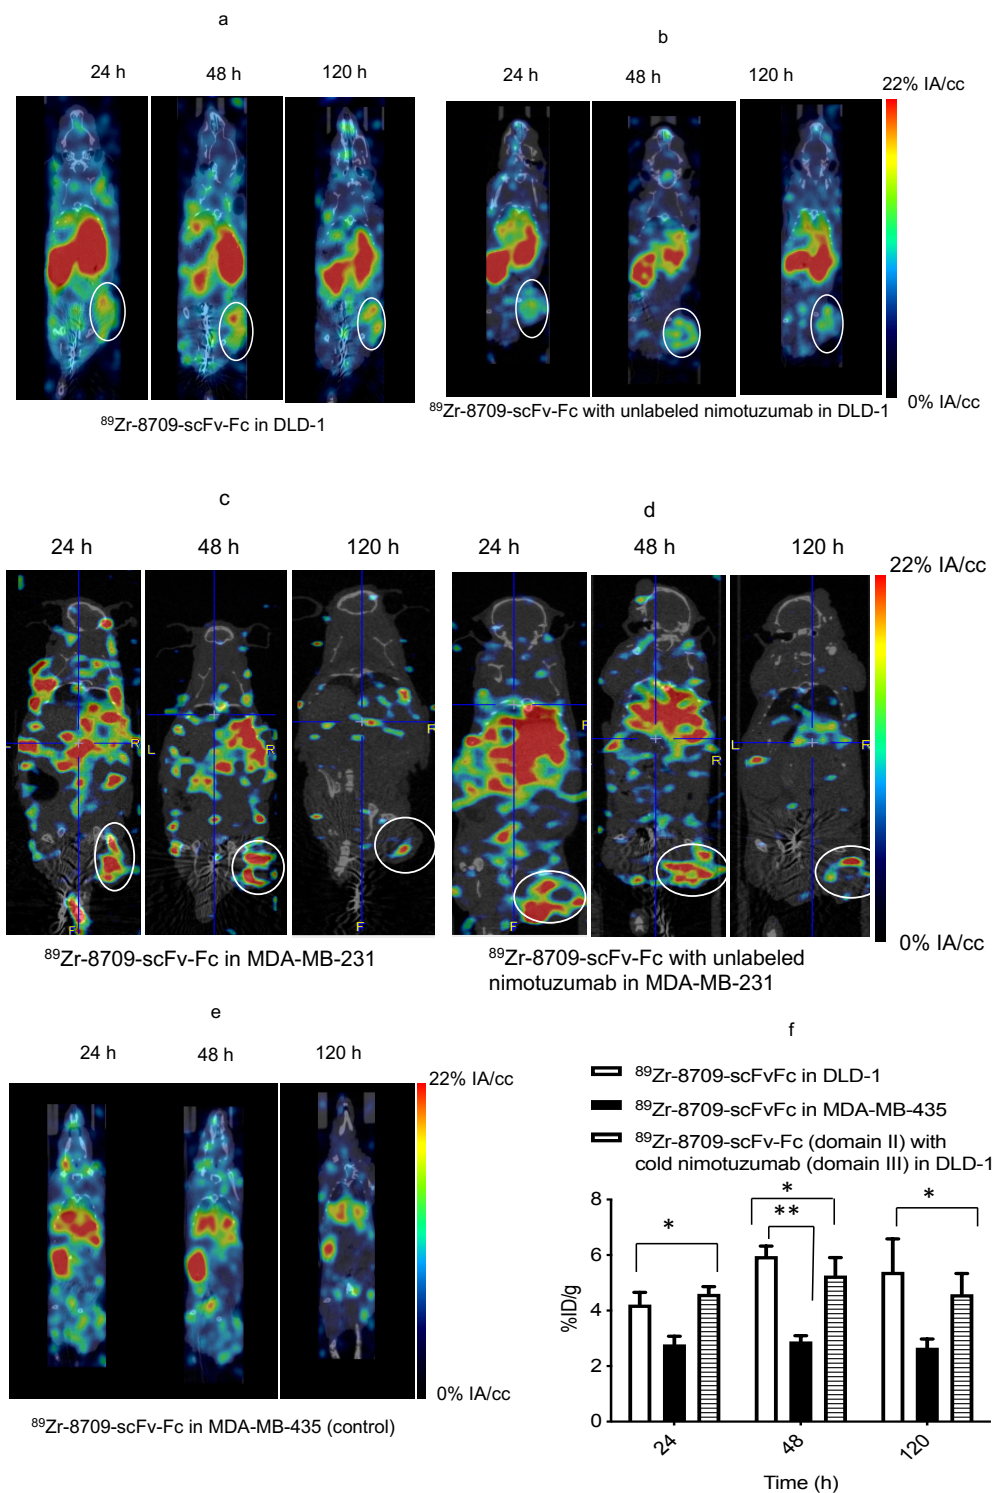 a
b
24 h
48 h
120 h
24 h
48 h
120 h
22% IA/cc
0% IA/cc
⁸⁹Zr-8709-scFv-Fc in DLD-1
⁸⁹Zr-8709-scFv-Fc with unlabeled nimotuzumab in DLD-1
c
d
24 h
48 h
120 h
24 h
48 h
120 h
22% IA/cc
L
R
F
L
R
R
F
F
F
R
L
R
0% IA/cc
⁸⁹Zr-8709-scFv-Fc in MDA-MB-231
⁸⁹Zr-8709-scFv-Fc with unlabeled
nimotuzumab in MDA-MB-231
e
24 h
48 h
120 h
22% IA/cc
0% IA/cc
⁸⁹Zr-8709-scFv-Fc in MDA-MB-435 (control)
f
⁸⁹Zr-8709-scFvFc in DLD-1
⁸⁹Zr-8709-scFvFc in MDA-MB-435
⁸⁹Zr-8709-scFv-Fc (domain II) with
cold nimotuzumab (domain III) in DLD-1
%ID/g
8
6
4
2
0
*
*
**
*
24
48
120
Time (h)